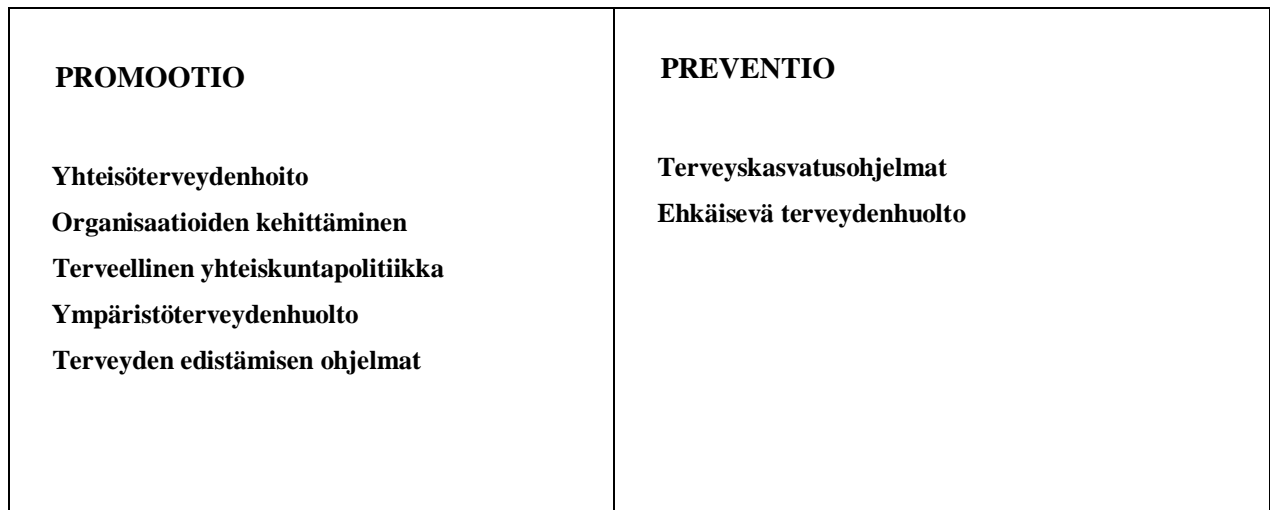 PROMOOTIO
Yhteisöterveydenhoito
Organisaatioiden kehittäminen
Terveellinen yhteiskuntapolitiikka
Ympäristöterveydenhuolto
Terveyden edistämisen ohjelmat
PREVENTIO
Terveyskasvatusohjelmat
Ehkäisevä terveydenhuolto